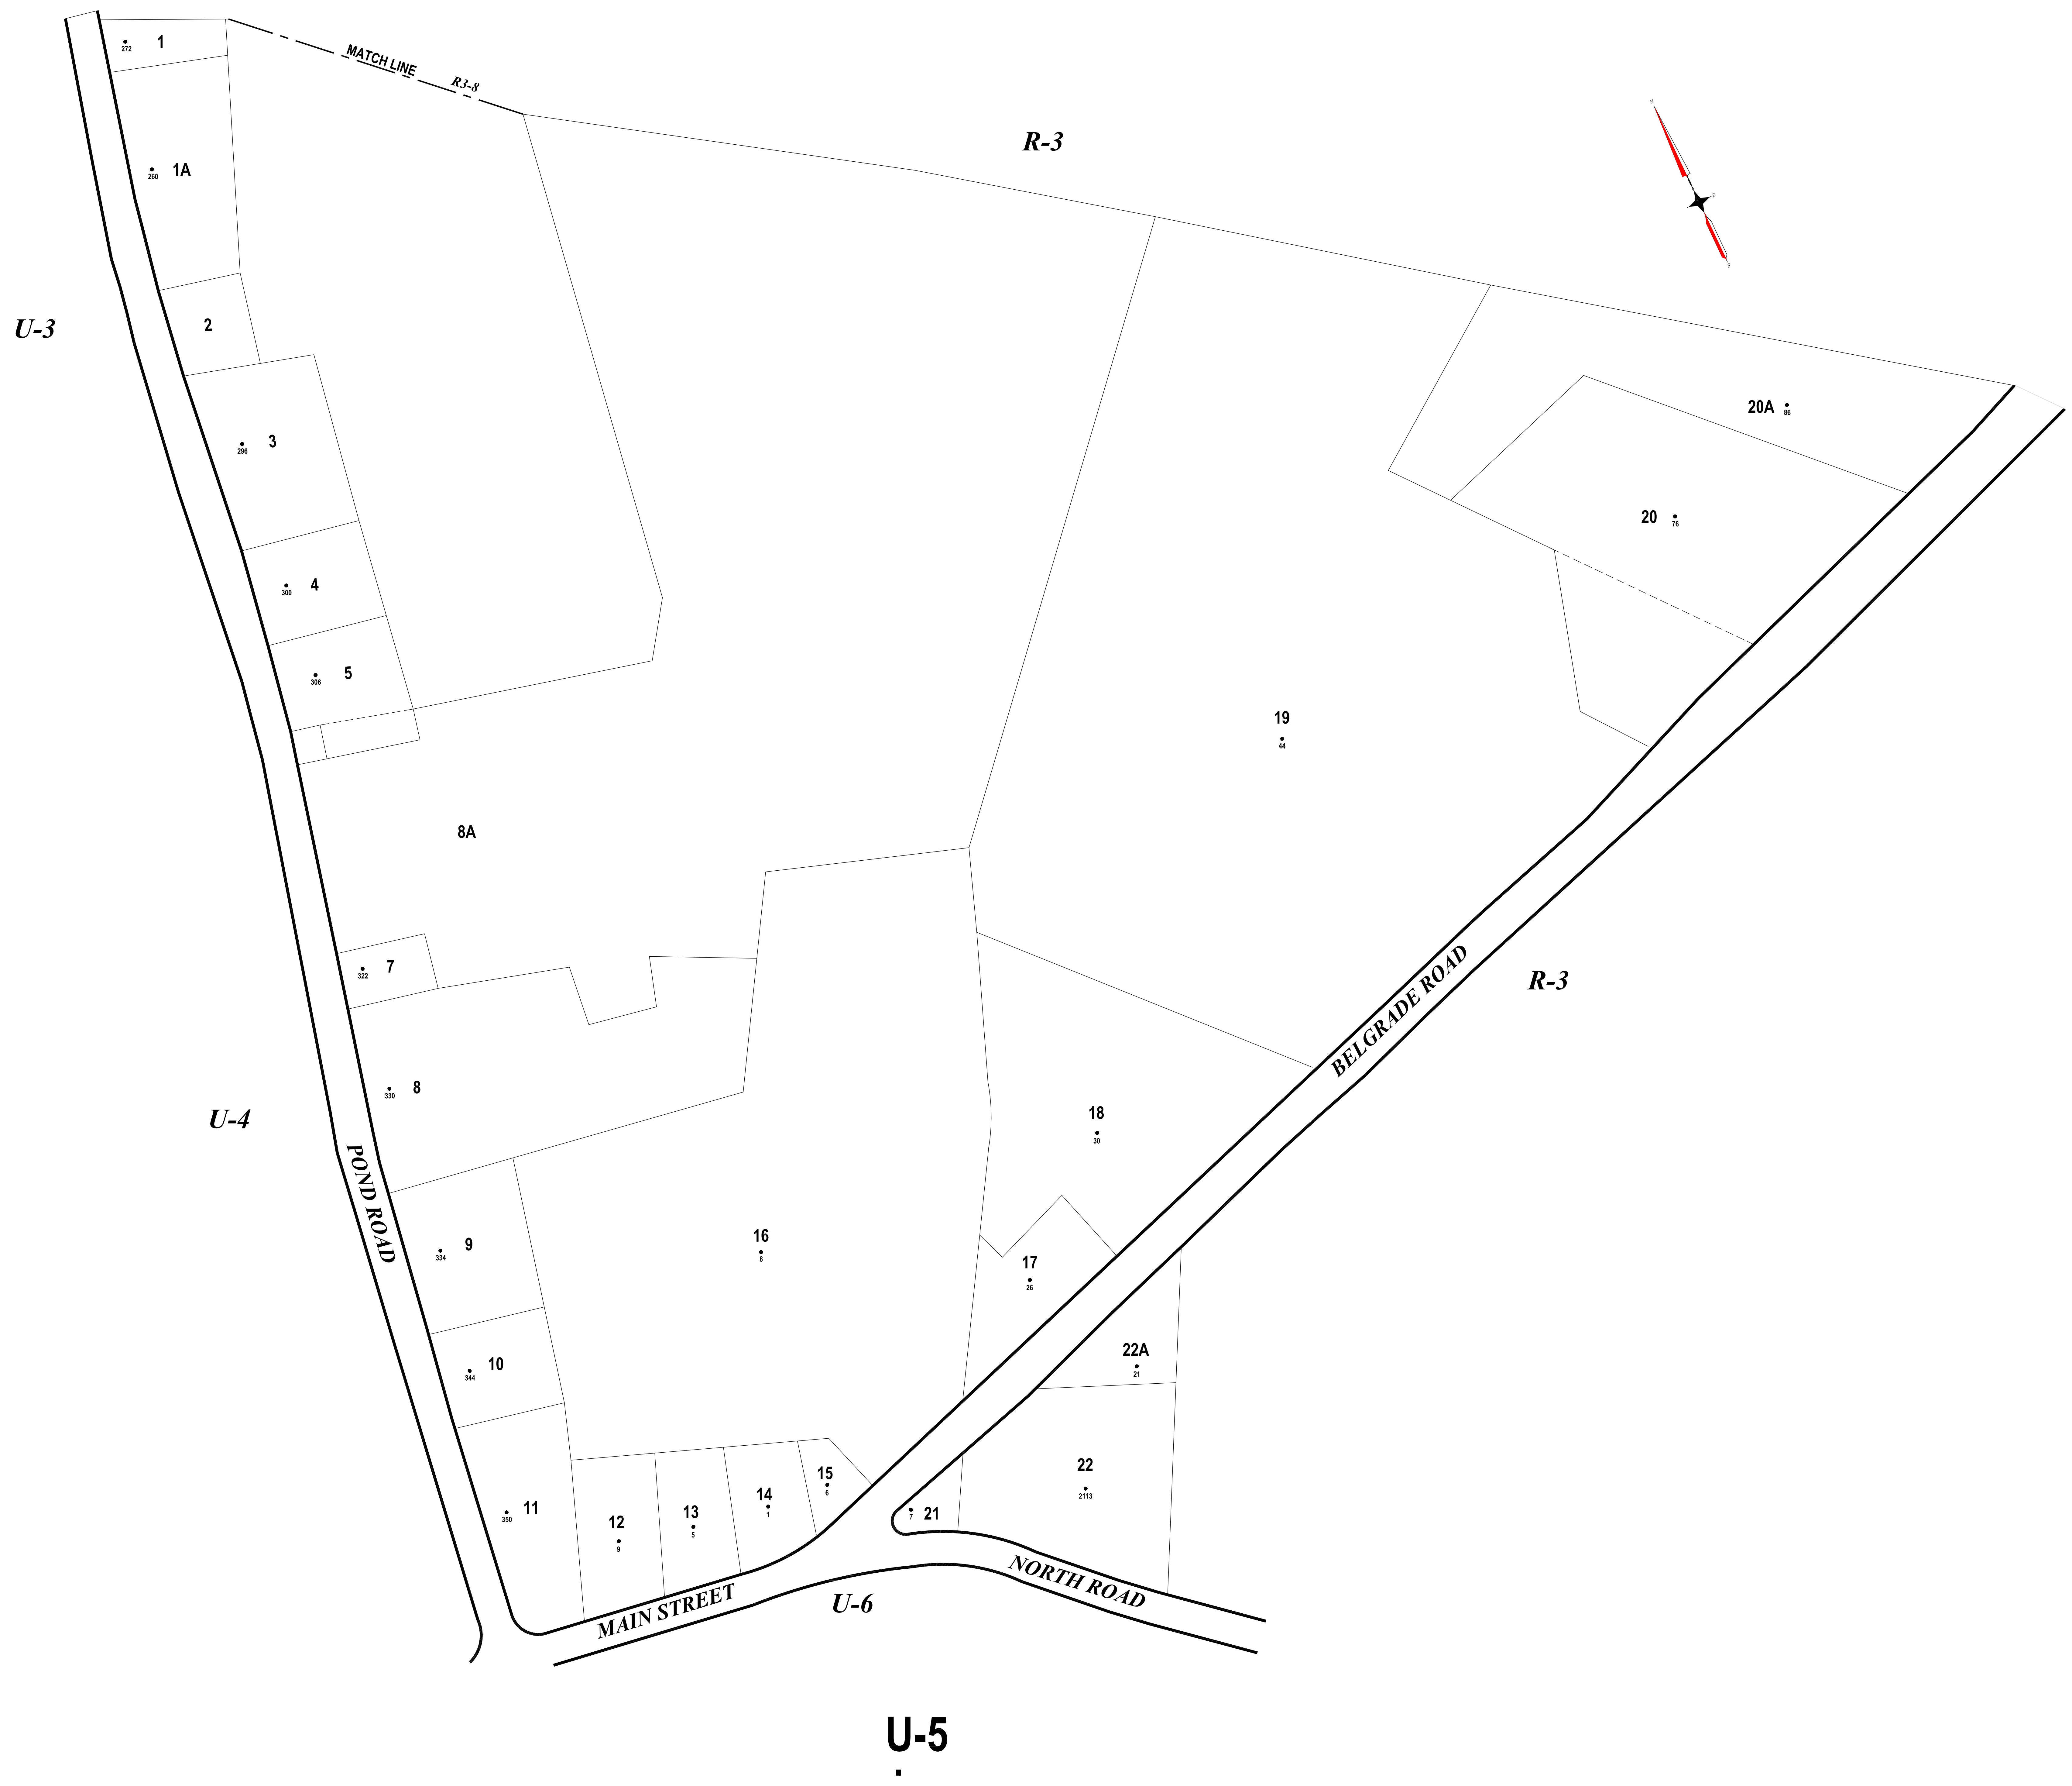 1
272
MATCH LINE
R3-8
R-3
N
E
S
1A
260
U-3
2
20A
86
3
296
20
76
4
300
5
306
19
44
8A
7
322
R-3
BELGRADE ROAD
8
330
U-4
18
30
POND ROAD
9
334
16
8
17
26
22A
21
10
344
22
2113
15
6
14
1
11
350
13
5
12
9
7
21
NORTH ROAD
MAIN STREET
U-6
U-5